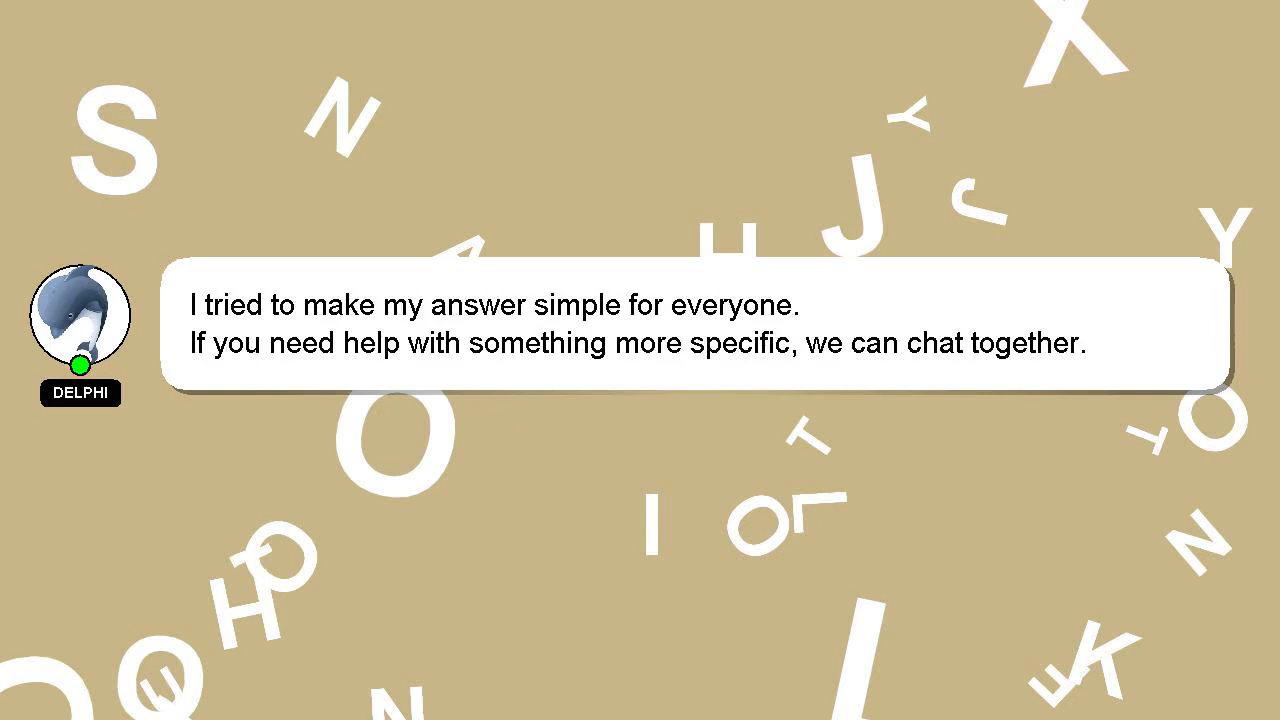 S
N
X
Y
J
J
Y
A
H
I tried to make my answer simple for everyone.
If you need help with something more specific, we can chat together.
DELPHI
O
T
T
O
I
O
L
N
O
T
H
O
E
N
I
K
E